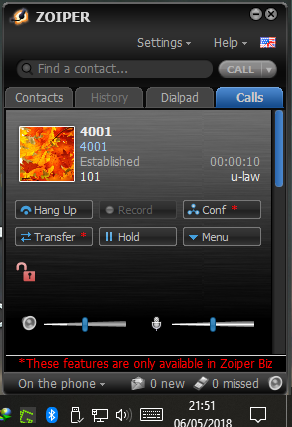 ZOIPER
Settings Help
Find a contact... CALL
Contacts History Dialpad Calls
4001
4001
Established 00:00:10
101 u-law
Hang Up Record Conf *
Transfer * Hold Menu
*These features are only available in Zoiper Biz
On the phone 0 new 0 missed
21:51
06/05/2018